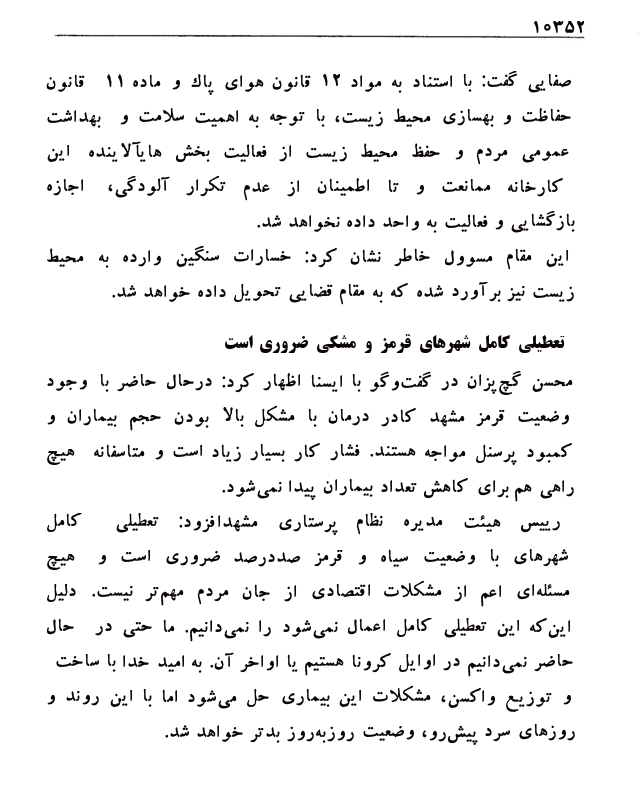 ۱۰۳۵۲
صفایی گفت: با استناد به مواد ۱۲ قانون هوای پاك و ماده ۱۱ قانون
حفاظت و بهسازی محیط زیست، با توجه به اهمیت سلامت و بهداشت
عمومی مردم و حفظ محیط زیست از فعالیت بخش هایآلاینده این
کارخانه ممانعت و تا اطمینان از عدم تکرار آلودگی، اجازه
بازگشایی و فعالیت به واحد داده نخواهد شد.
این مقام مسوول خاطر نشان کرد: خسارات سنگین وارده به محیط
زیست نیز برآورد شده که به مقام قضایی تحویل داده خواهد شد.
تعطیلی کامل شهرهای قرمز و مشکی ضروری است
محسن گچ‌پزان در گفت‌وگو با ایسنا اظهار کرد: درحال حاضر با وجود
وضعیت قرمز مشهد کادر درمان با مشکل بالا بودن حجم بیماران و
کمبود پرسنل مواجه هستند. فشار کار بسیار زیاد است و متاسفانه هیچ
راهی هم برای کاهش تعداد بیماران پیدا نمی‌شود.
رییس هیئت مدیره نظام پرستاری مشهدافزود: تعطیلی کامل
شهرهای با وضعیت سیاه و قرمز صددرصد ضروری است و هیچ
مسئله‌ای اعم از مشکلات اقتصادی از جان مردم مهم‌تر نیست. دلیل
این‌که این تعطیلی کامل اعمال نمی‌شود را نمی‌دانیم. ما حتی در حال
حاضر نمی‌دانیم در اوایل کرونا هستیم یا اواخر آن. به امید خدا با ساخت
و توزیع واکسن، مشکلات این بیماری حل می‌شود اما با این روند و
روزهای سرد پیش‌رو، وضعیت روزبه‌روز بدتر خواهد شد.